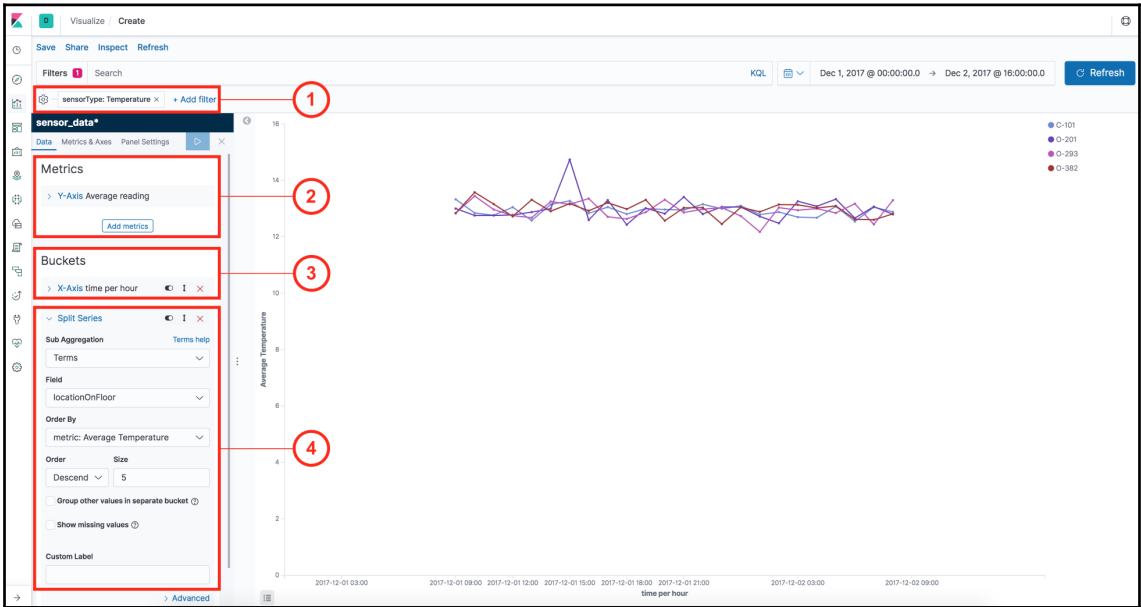 D Visualize / Create
Save Share Inspect Refresh
Filters 1 Search KQL Dec 1, 2017 @ 00:00:00.0 → Dec 2, 2017 @ 16:00:00.0 Refresh
sensorType: Temperature × + Add filter
1
sensor_data*
Data Metrics & Axes Panel Settings
Metrics
Y-Axis Average reading
Add metrics
2
Buckets
X-Axis time per hour
3
Split Series
Sub Aggregation Terms help
Terms
Field
locationOnFloor
Order By
metric: Average Temperature
Order Size
Descend 5
Group other values in separate bucket
Show missing values
Custom Label
Advanced
4
16
14
12
10
8
6
4
2
0
Average Temperature
2017-12-01 03:00 2017-12-01 09:00 2017-12-01 12:00 2017-12-01 15:00 2017-12-01 18:00 2017-12-01 21:00 2017-12-02 03:00 2017-12-02 09:00
time per hour
C-101
O-201
O-293
O-382